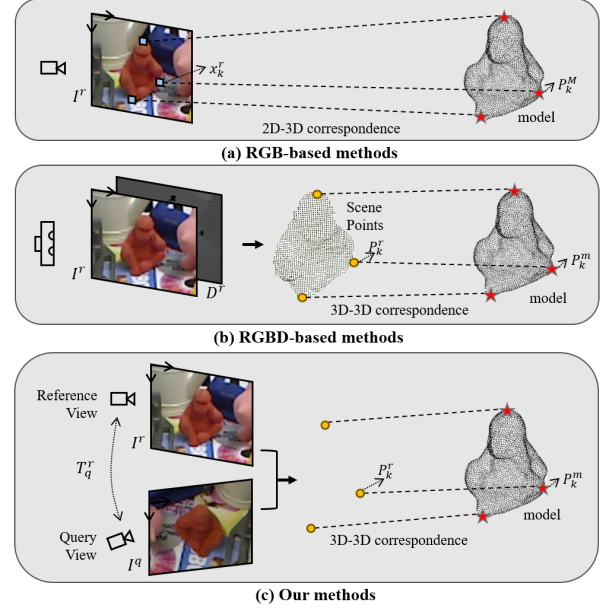 I^r
x_k^r
P_k^M
model
2D-3D correspondence
(a) RGB-based methods
Scene
Points
I^r
D^r
P_k^r
P_k^m
model
3D-3D correspondence
(b) RGBD-based methods
Reference
View
I^r
T_q^r
P_k^r
P_k^m
model
Query
View
I^q
3D-3D correspondence
(c) Our methods